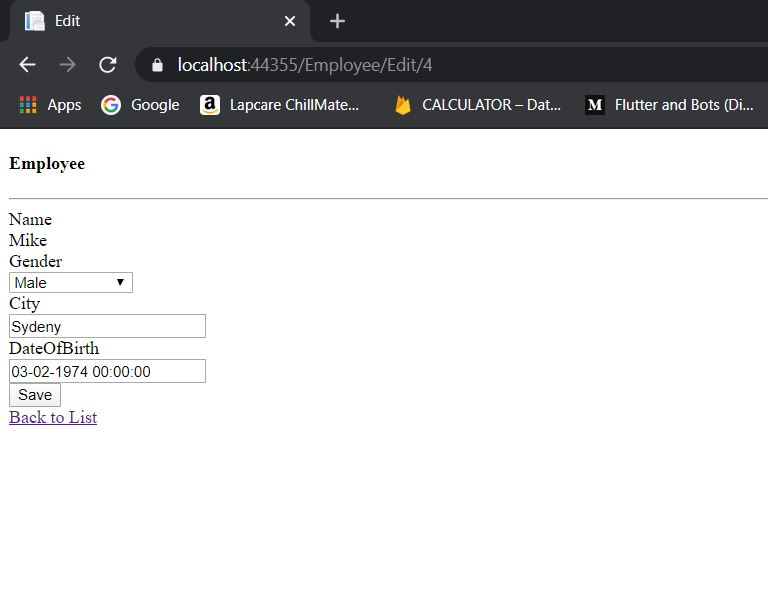 Edit
localhost:44355/Employee/Edit/4
Apps Google Lapcare ChillMate... CALCULATOR – Dat... M Flutter and Bots (Di...
Employee
Name
Mike
Gender
Male
City
Sydeny
DateOfBirth
03-02-1974 00:00:00
Save
Back to List